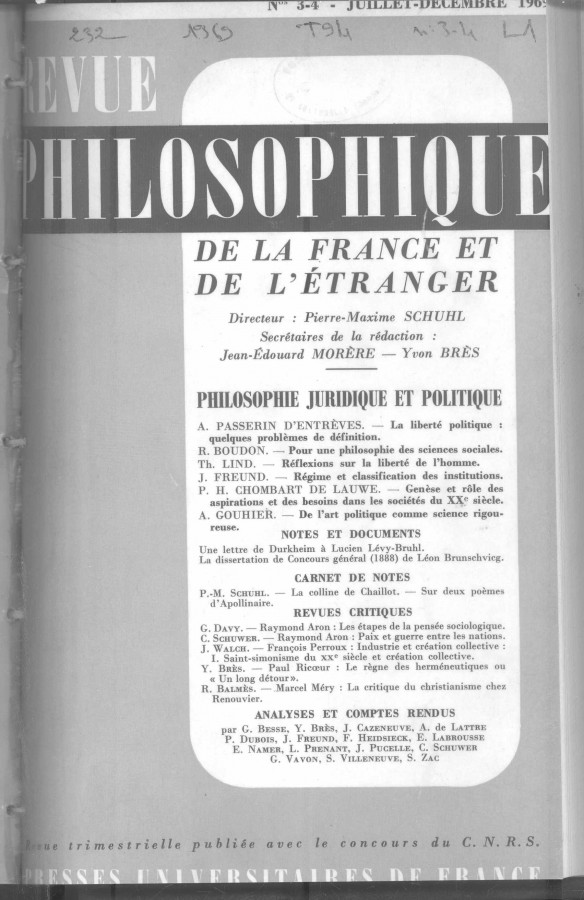 Nos 3-4 - JUILLET-DÉCEMBRE 1969
232 1969 T94 n: 3-4
REVUE
PHILOSOPHIQUE
DE LA FRANCE ET
DE L'ÉTRANGER
Directeur : Pierre-Maxime SCHUHL
Secrétaires de la rédaction :
Jean-Édouard MORÈRE — Yvon BRÈS
PHILOSOPHIE JURIDIQUE ET POLITIQUE
A. PASSERIN D'ENTRÈVES. — La liberté politique :
quelques problèmes de définition.
R. BOUDON. — Pour une philosophie des sciences sociales.
Th. LIND. — Réflexions sur la liberté de l'homme.
J. FREUND. — Régime et classification des institutions.
P. H. CHOMBART DE LAUWE. — Genèse et rôle des
aspirations et des besoins dans les sociétés du XXe siècle.
A. GOUHIER. — De l'art politique comme science rigou-
reuse.
NOTES ET DOCUMENTS
Une lettre de Durkheim à Lucien Lévy-Bruhl.
La dissertation de Concours général (1888) de Léon Brunschvicg.
CARNET DE NOTES
P.-M. SCHUHL. — La colline de Chaillot. — Sur deux poèmes
d'Apollinaire.
REVUES CRITIQUES
G. DAVY. — Raymond Aron : Les étapes de la pensée sociologique.
C. SCHUWER. — Raymond Aron : Paix et guerre entre les nations.
J. WALCH. — François Perroux : Industrie et création collective :
I. Saint-simonisme du XXe siècle et création collective.
Y. BRÈS. — Paul Ricœur : Le règne des herméneutiques ou
« Un long détour ».
R. BALMÈS. — Marcel Méry : La critique du christianisme chez
Renouvier.
ANALYSES ET COMPTES RENDUS
par G. BESSE, Y. BRÈS, J. CAZENEUVE, A. de LATTRE
P. DUBOIS, J. FREUND, F. HEIDSIECK, E. LABROUSSE
E. NAMER, L. PRENANT, J. PUCELLE, C. SCHUWER
G. VAVON, S. VILLENEUVE, S. ZAC
Revue trimestrielle publiée avec le concours du C. N. R. S.
PRESSES UNIVERSITAIRES DE FRANCE